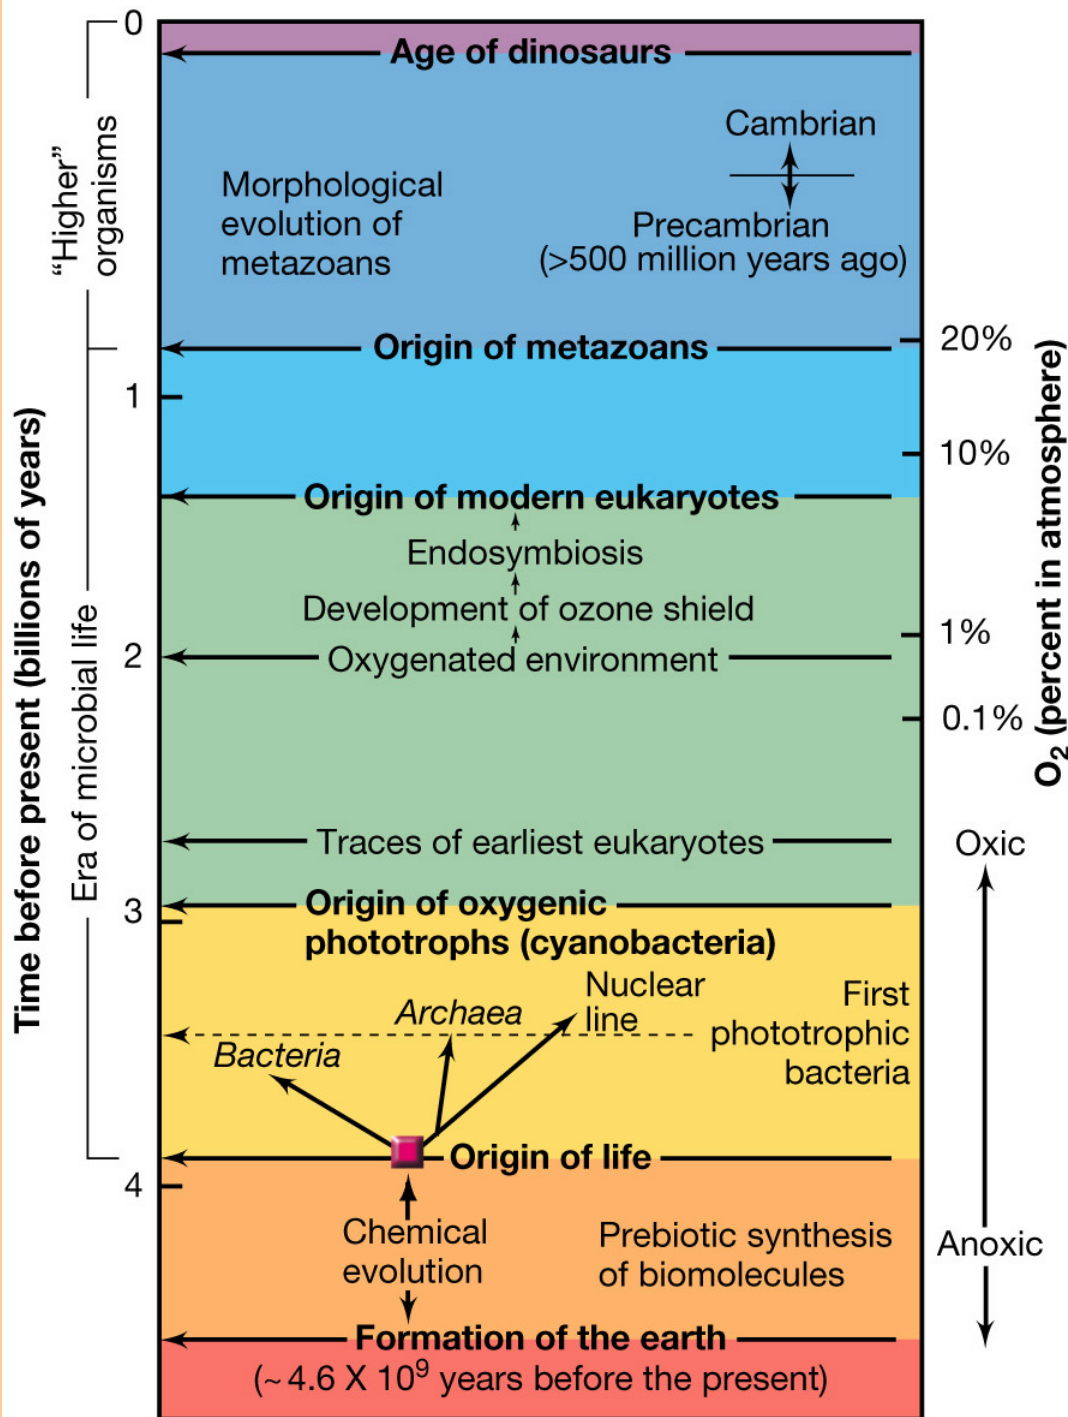 0
Age of dinosaurs
Cambrian
Morphological
evolution of
metazoans
Precambrian
(>500 million years ago)
“Higher”
organisms
Origin of metazoans
20%
1
10%
Origin of modern eukaryotes
Endosymbiosis
Development of ozone shield
1%
2
Oxygenated environment
0.1%
O₂ (percent in atmosphere)
Time before present (billions of years)
Era of microbial life
Traces of earliest eukaryotes
Oxic
3
Origin of oxygenic
phototrophs (cyanobacteria)
Nuclear
line
Archaea
Bacteria
First
phototrophic
bacteria
Origin of life
4
Chemical
evolution
Prebiotic synthesis
of biomolecules
Anoxic
Formation of the earth
(~ 4.6 X 10⁹ years before the present)